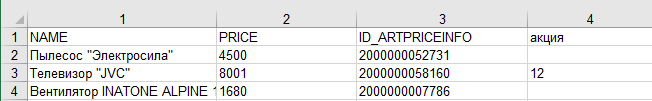 1 2 3 4
1 NAME PRICE ID_ARTPRICEINFO акция
2 Пылесос "Электросила" 4500 2000000052731
3 Телевизор "JVC" 8001 2000000058160 12
4 Вентилятор INATONE ALPINE 1 1680 2000000007786